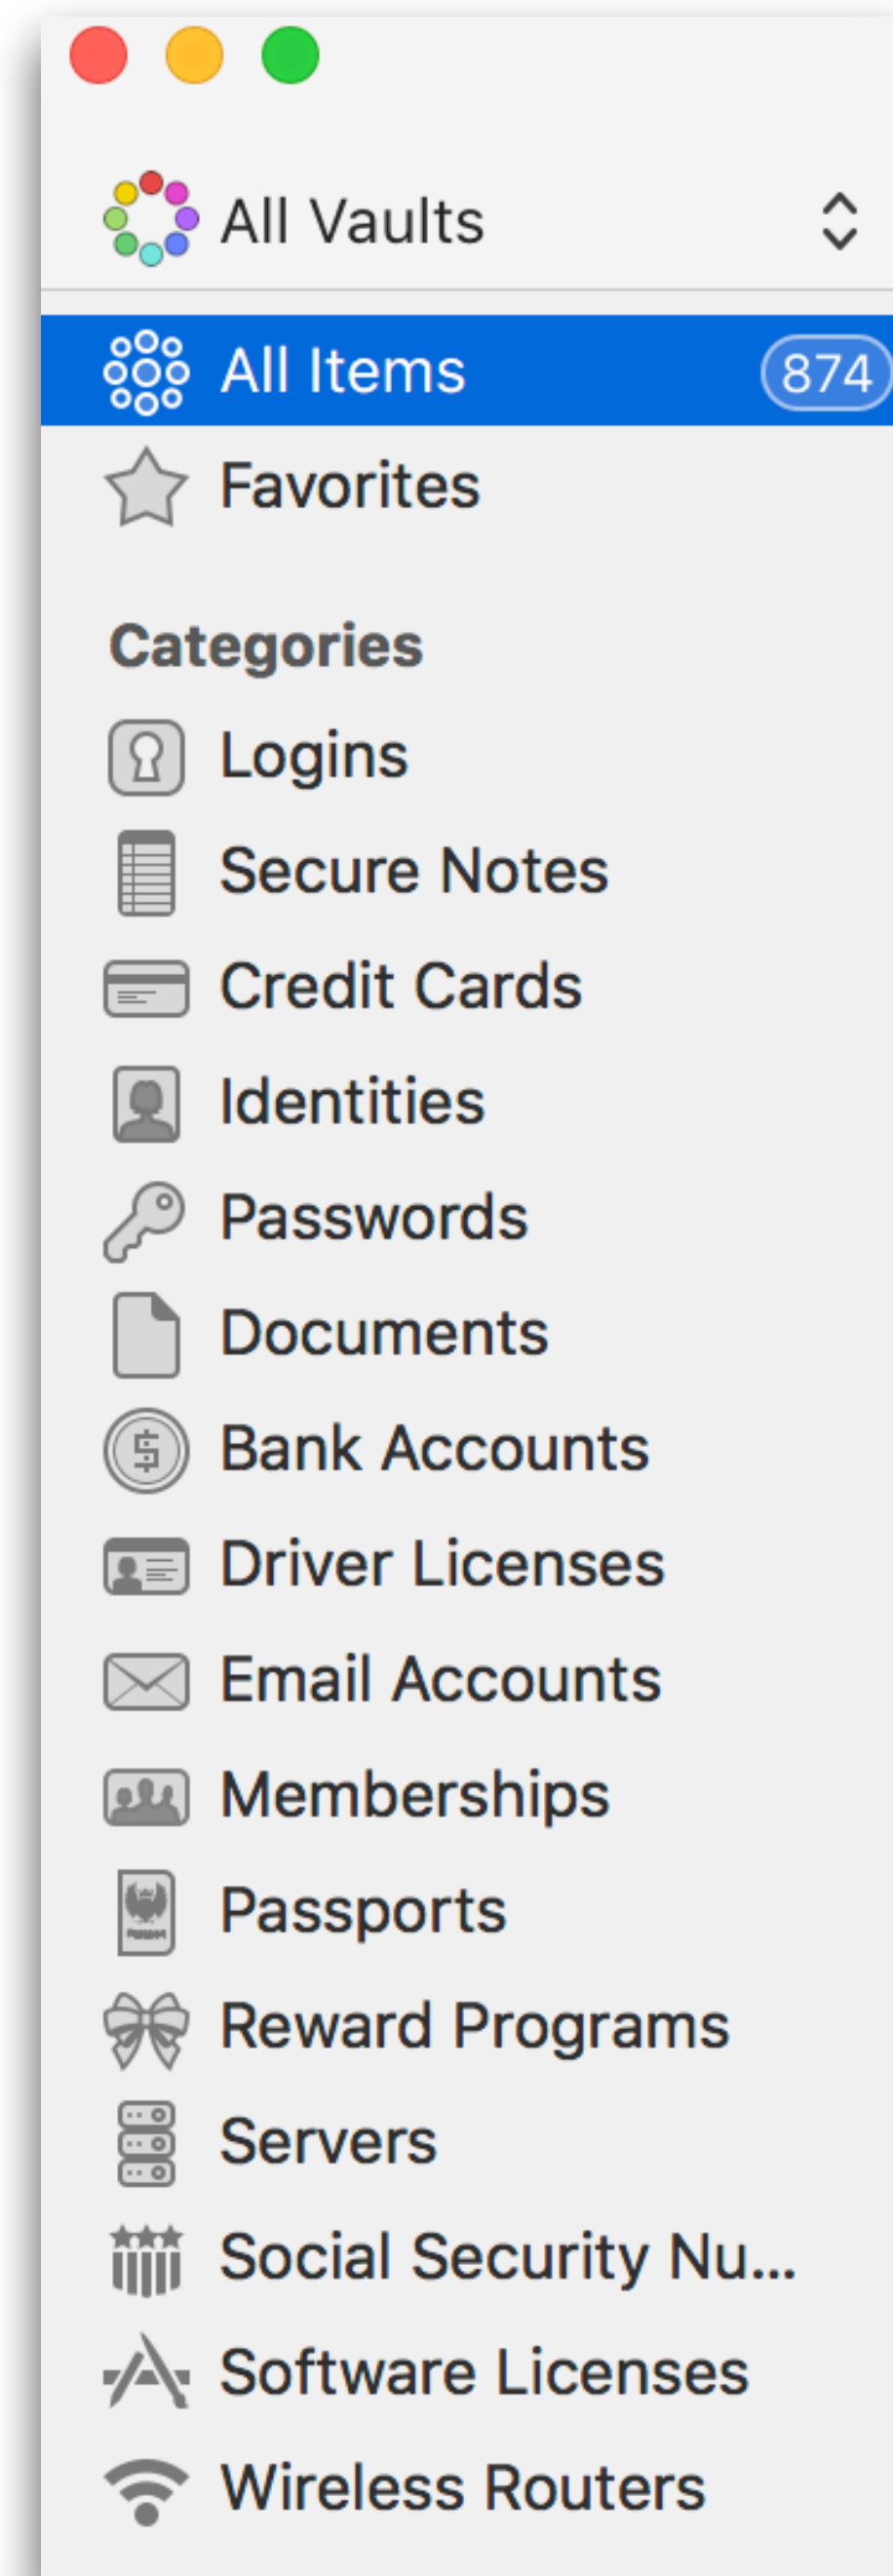 All Vaults
All Items 874
Favorites
Categories
Logins
Secure Notes
Credit Cards
Identities
Passwords
Documents
Bank Accounts
Driver Licenses
Email Accounts
Memberships
Passports
Reward Programs
Servers
Social Security Nu...
Software Licenses
Wireless Routers